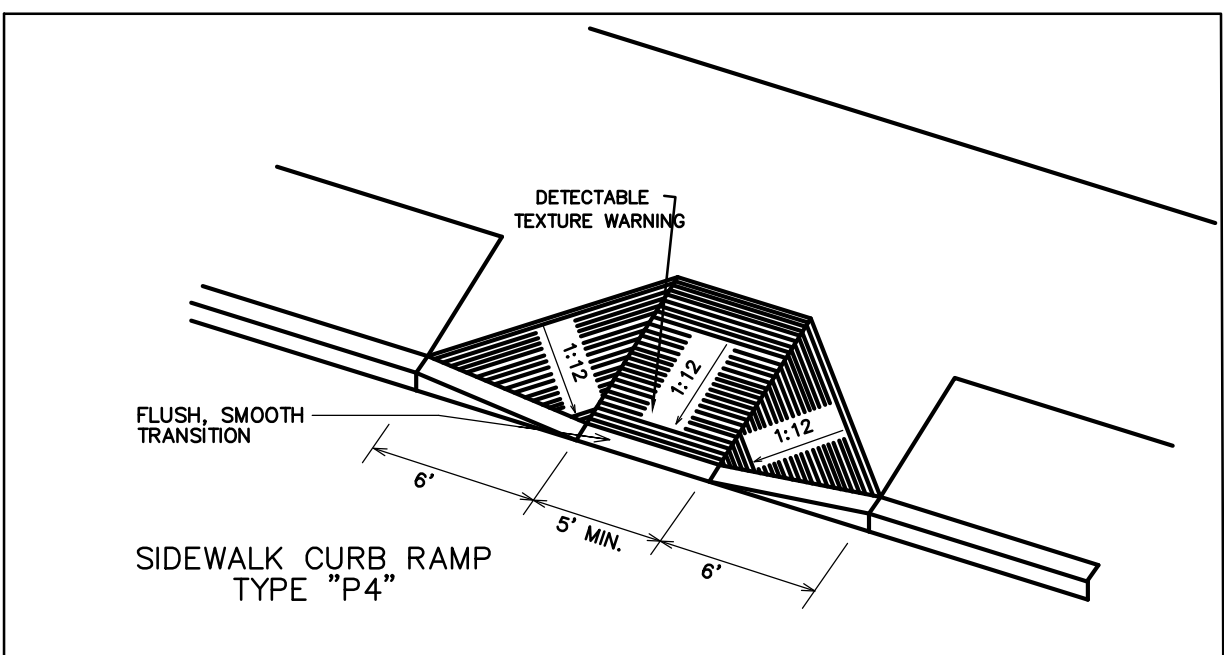 DETECTABLE
TEXTURE WARNING
1:12
1:12
1:12
FLUSH, SMOOTH
TRANSITION
6'
5' MIN.
6'
SIDEWALK CURB RAMP
TYPE "P4"